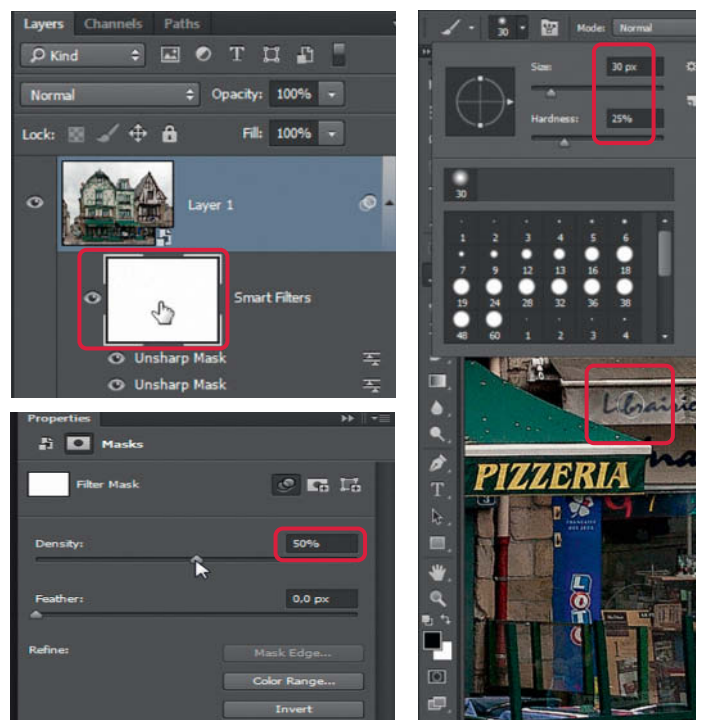 Layers Channels Paths
Kind
Normal Opacity: 100%
Lock: Fill: 100%
Layer 1
Smart Filters
Unsharp Mask
Unsharp Mask
Properties
Masks
Filter Mask
Density: 50%
Feather: 0,0 px
Refine: Mask Edge...
Color Range...
Invert
30 Mode: Normal
Size: 30 px
Hardness: 25%
30
1 2 3 4 5 6
7 9 12 13 16 18
19 24 28 32 36 38
48 60 1 2 3 4
Librairie
PIZZERIA
LOTO